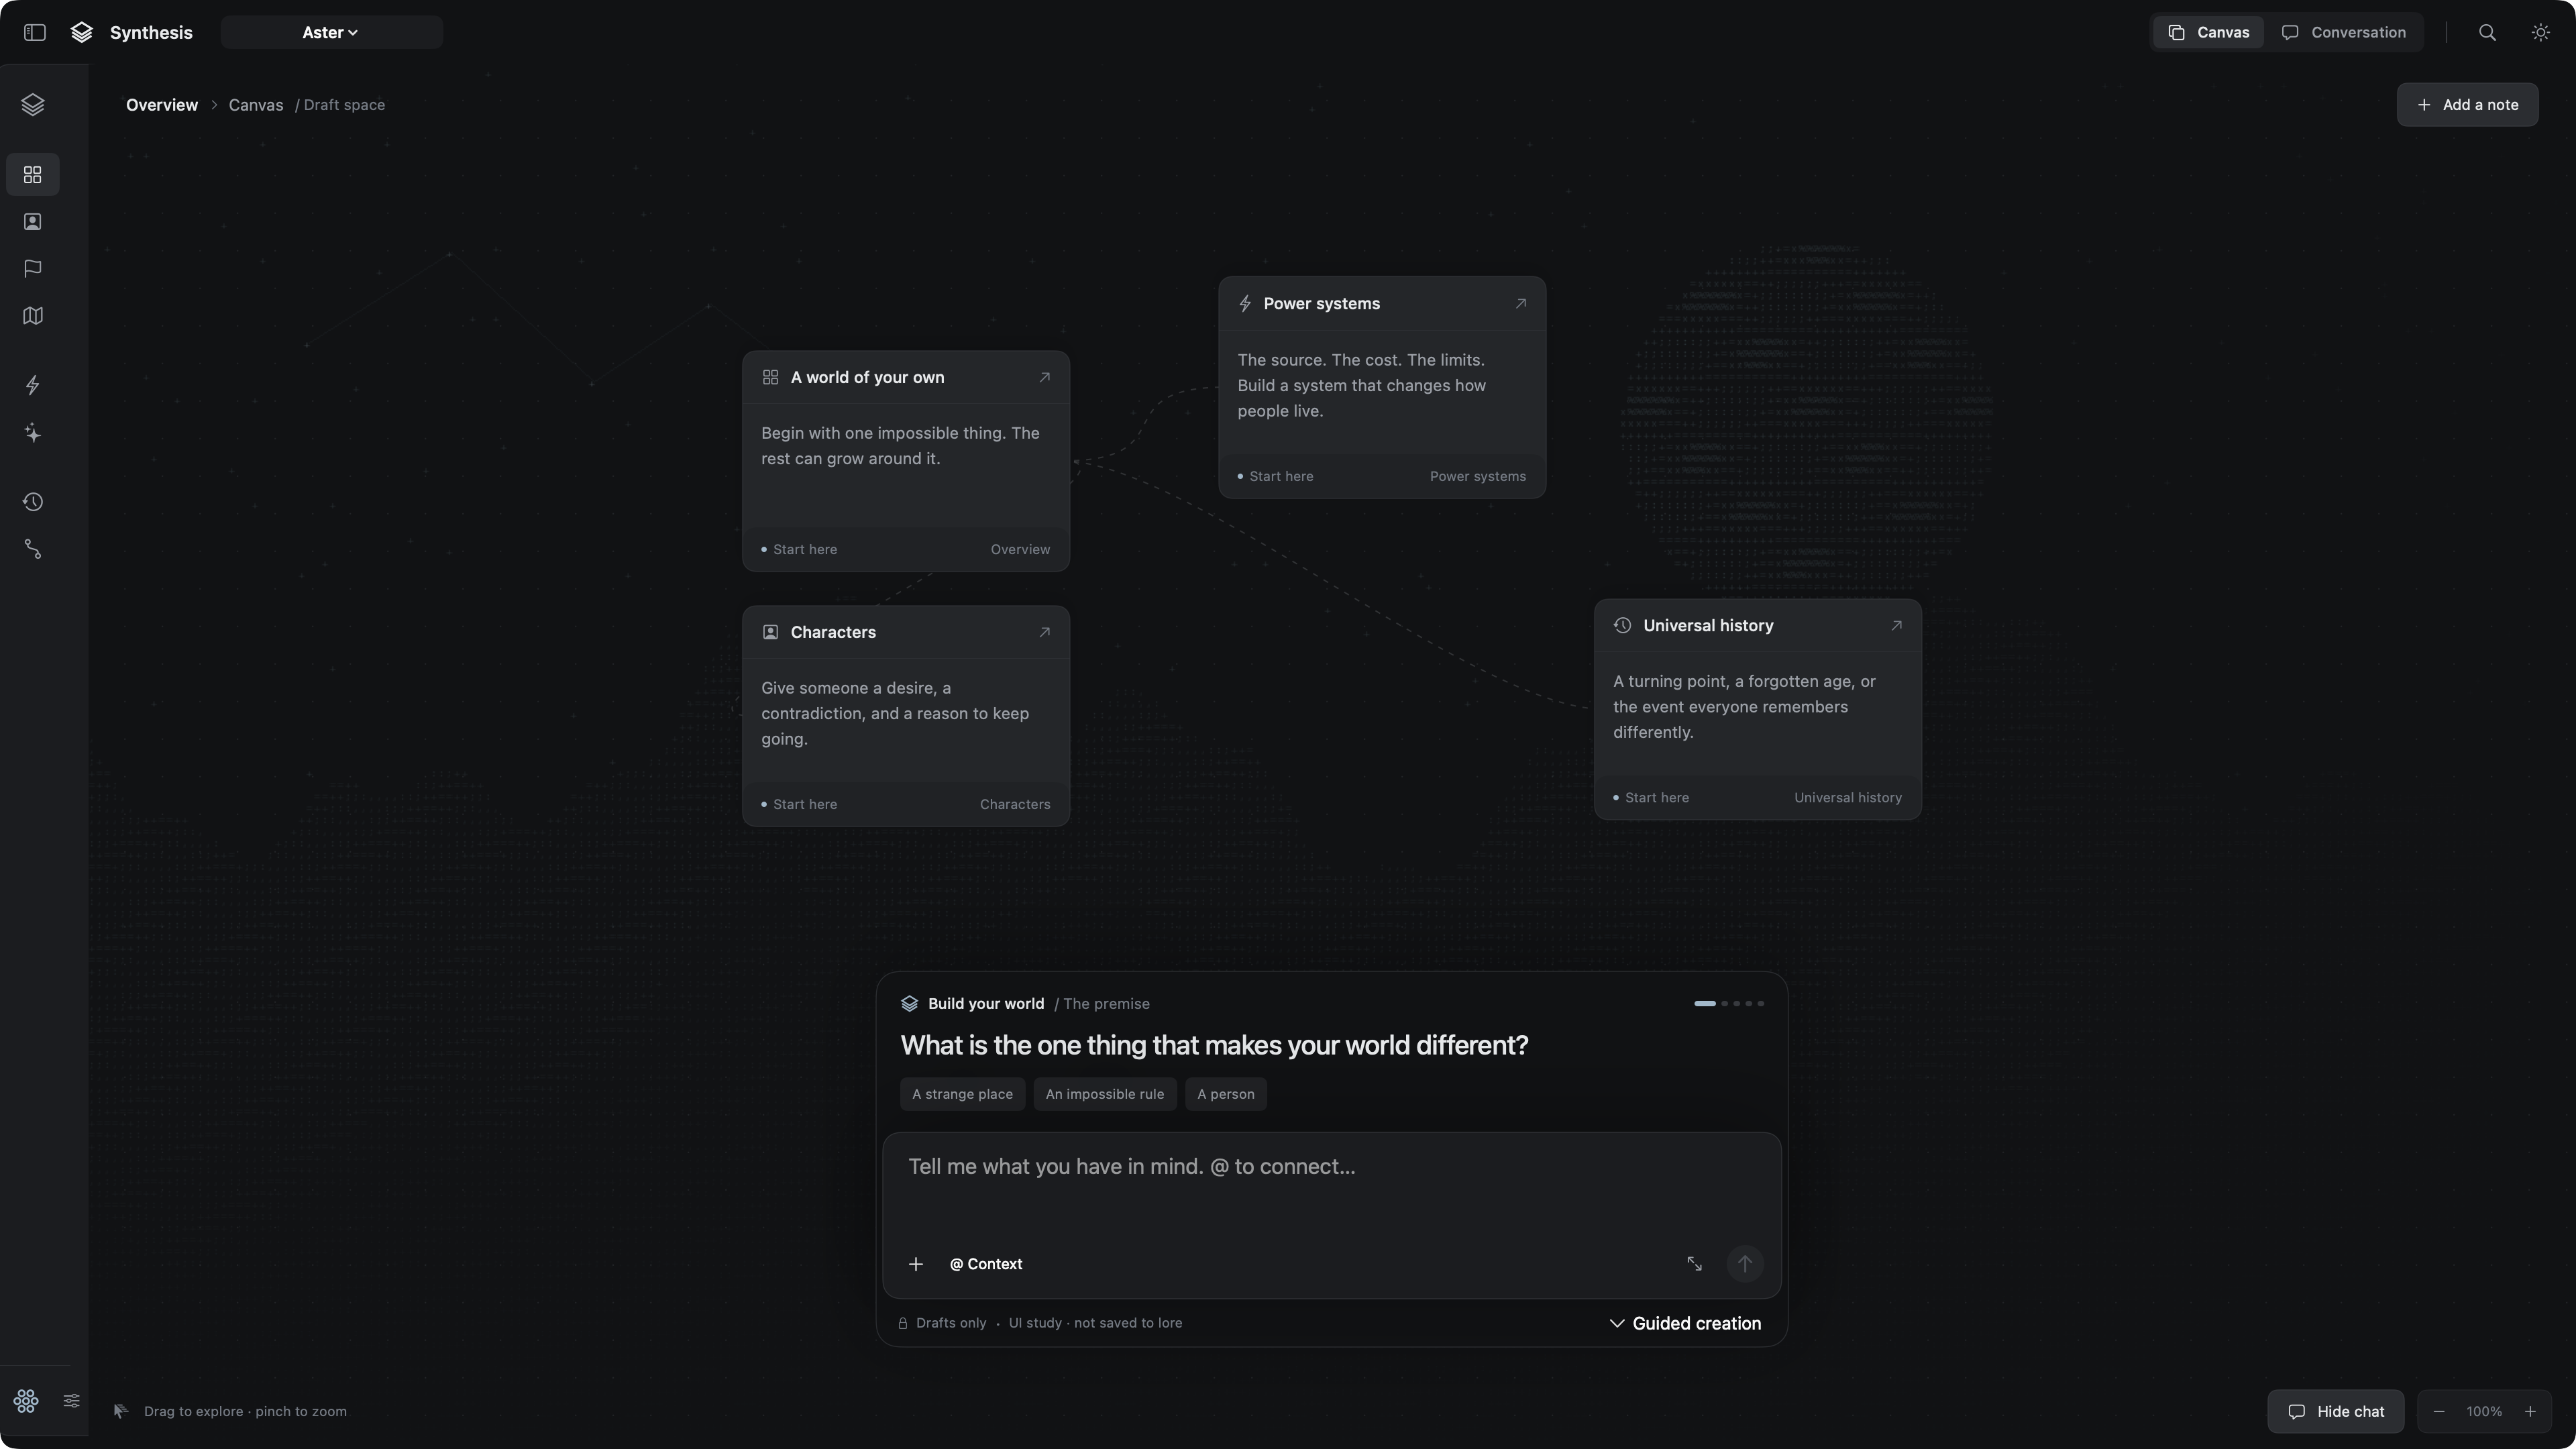 Synthesis
Aster
Canvas
Conversation
Overview > Canvas / Draft space
+ Add a note
Power systems
The source. The cost. The limits.
Build a system that changes how
people live.
Start here
Power systems
A world of your own
Begin with one impossible thing. The
rest can grow around it.
Start here
Overview
Characters
Give someone a desire, a
contradiction, and a reason to keep
going.
Start here
Characters
Universal history
A turning point, a forgotten age, or
the event everyone remembers
differently.
Start here
Universal history
Build your world / The premise
What is the one thing that makes your world different?
A strange place
An impossible rule
A person
Tell me what you have in mind. @ to connect...
@ Context
Drafts only · UI study · not saved to lore
Guided creation
Drag to explore · pinch to zoom
Hide chat
100%